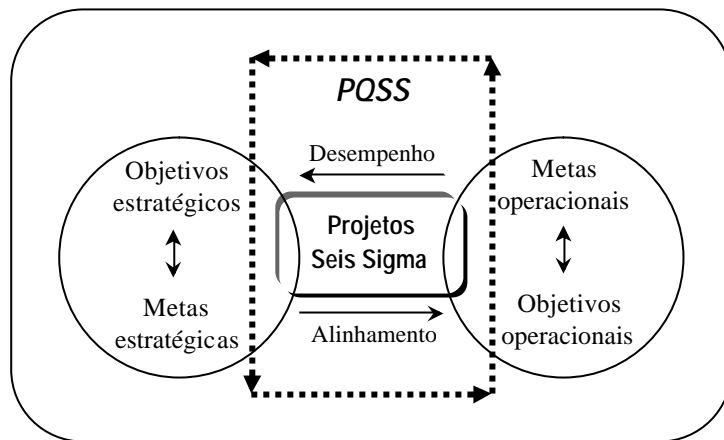 PQSS
Desempenho
Objetivos
estratégicos
Metas
estratégicas
Projetos
Seis Sigma
Alinhamento
Metas
operacionais
Objetivos
operacionais